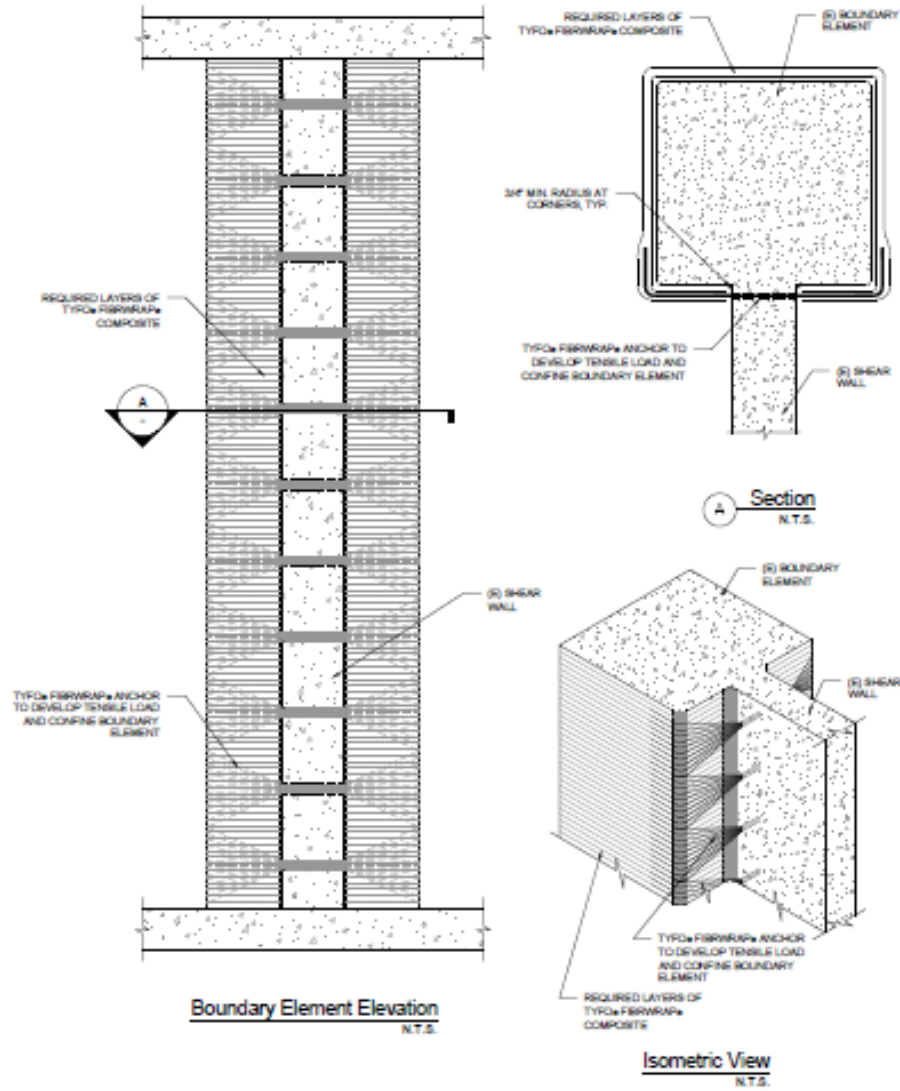 REQUIRED LAYERS OF
TYFO® FIBRWRAP®
COMPOSITE
A
-
(E) SHEAR
WALL
TYFO® FIBRWRAP® ANCHOR
TO DEVELOP TENSILE LOAD
AND CONFINE BOUNDARY
ELEMENT
Boundary Element Elevation
N.T.S.
REQUIRED LAYERS OF
TYFO® FIBRWRAP® COMPOSITE
(E) BOUNDARY
ELEMENT
3/4" MIN. RADIUS AT
CORNERS, TYP.
TYFO® FIBRWRAP® ANCHOR TO
DEVELOP TENSILE LOAD AND
CONFINE BOUNDARY ELEMENT
(E) SHEAR
WALL
A Section
N.T.S.
(E) BOUNDARY
ELEMENT
(E) SHEAR
WALL
TYFO® FIBRWRAP® ANCHOR
TO DEVELOP TENSILE LOAD
AND CONFINE BOUNDARY
ELEMENT
REQUIRED LAYERS OF
TYFO® FIBRWRAP®
COMPOSITE
Isometric View
N.T.S.